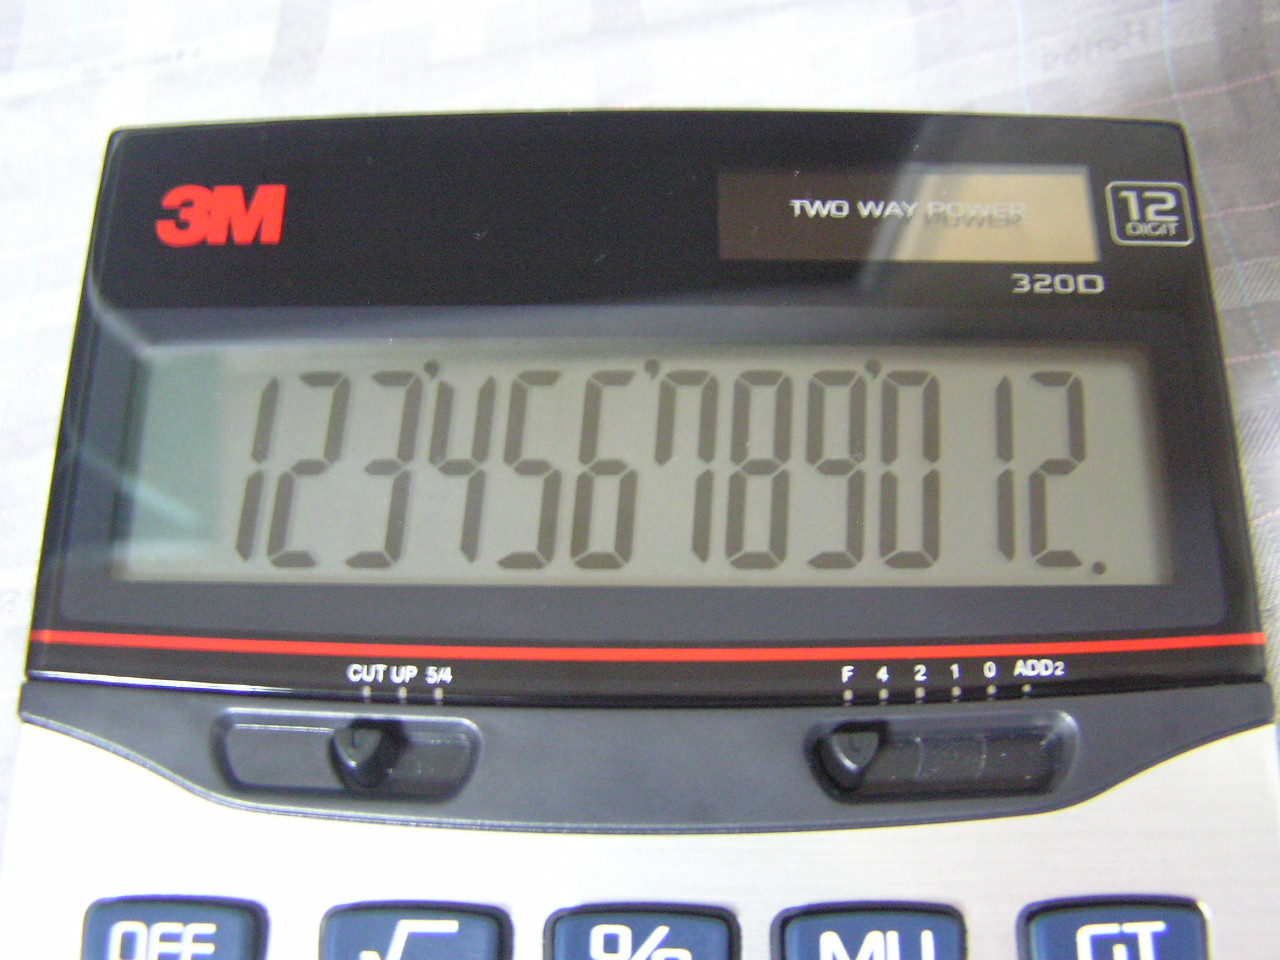 3M
TWO WAY POWER
12
DIGIT
320D
123'456'789'012.
CUT UP 5/4
F 4 2 1 0 ADD2
OFF √ % MU GT